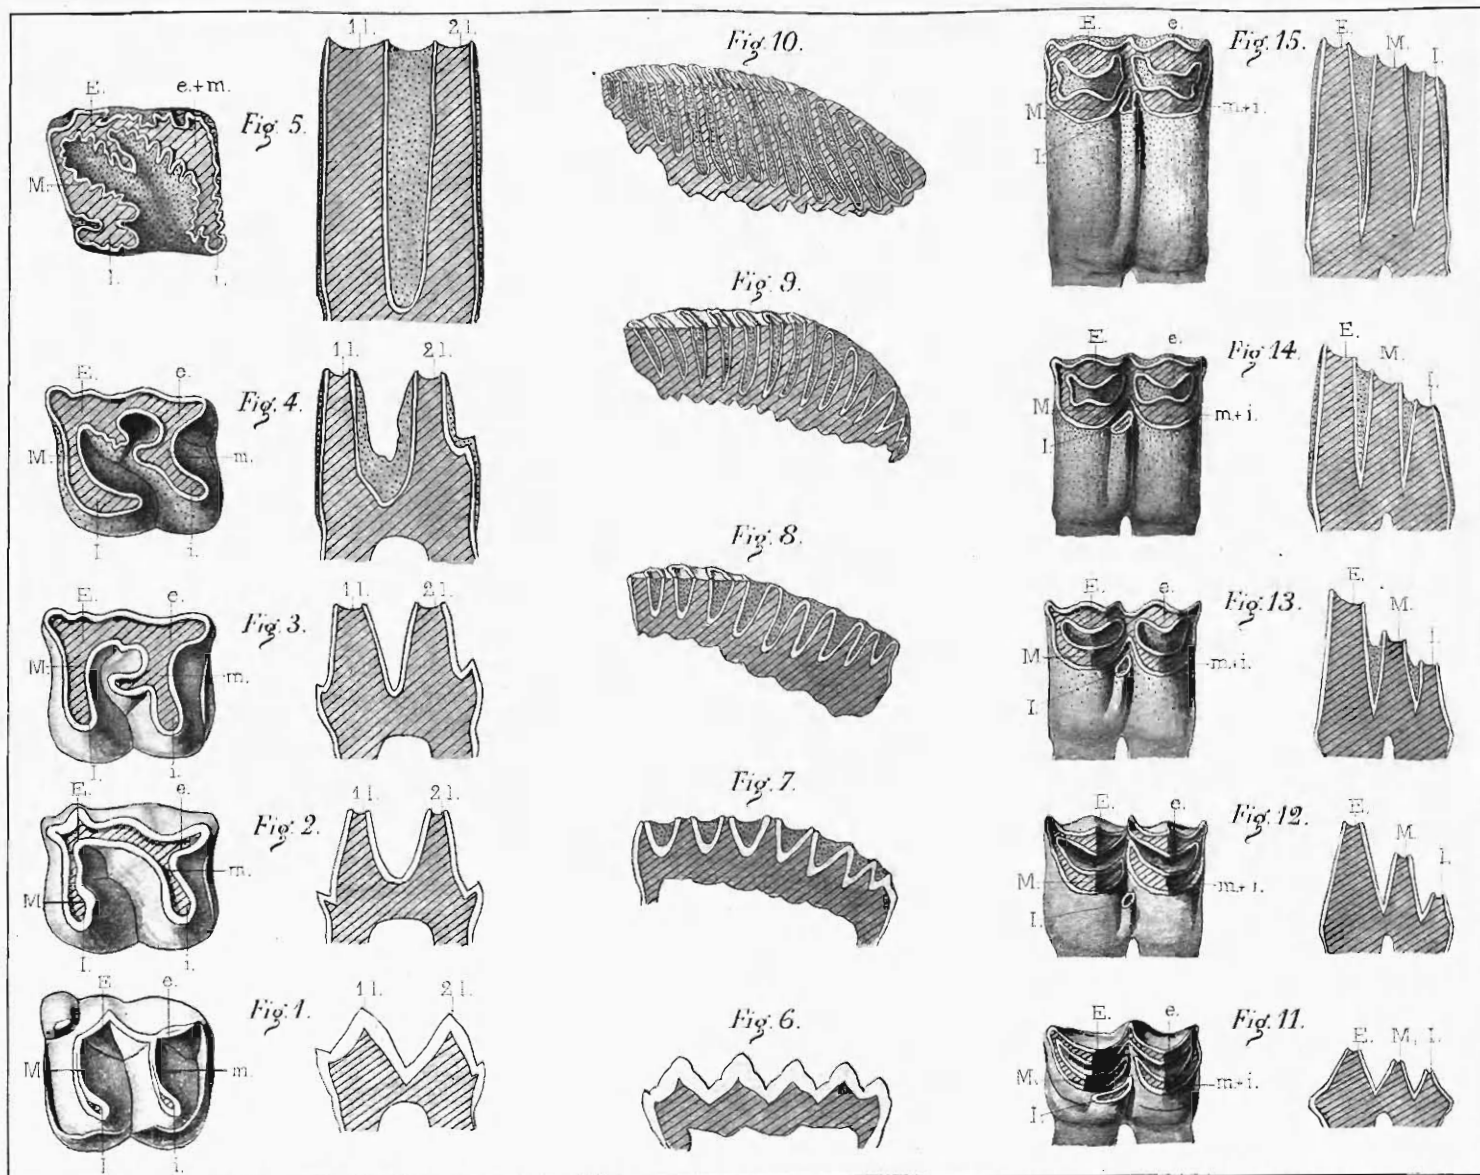 E. e.+m. Fig. 5. 1 l. 2 l.
M.
I. i.
E. e. Fig. 4. 1 l. 2 l.
M. m.
I. i.
E. e. Fig. 3. 1 l. 2 l.
M. m.
I. i.
E. e. Fig. 2. 1 l. 2 l.
M. m.
I. i.
E. e. Fig. 1. 1 l. 2 l.
M. m.
I. i.
Fig. 10.
Fig. 9.
Fig. 8.
Fig. 7.
Fig. 6.
E. e. Fig. 15. E. M. I.
M. m+i.
I.
E. e. Fig. 14. E. M. I.
M. m+i.
I.
E. e. Fig. 13. E. M. I.
M. m+i.
I.
E. e. Fig. 12. E. M. I.
M. m+i.
I.
E. e. Fig. 11. E. M. I.
M. m+i.
I.